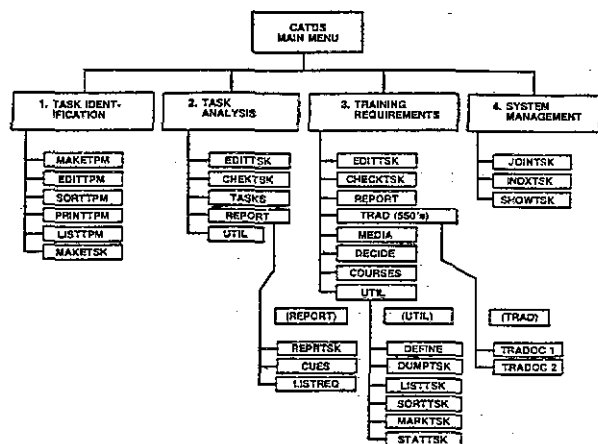 CATDS
MAIN MENU
1. TASK IDENT-
IFICATION
2. TASK
ANALYSIS
3. TRAINING
REQUIREMENTS
4. SYSTEM
MANAGEMENT
MAKETPM
EDITTPM
SORTTPM
PRINTTPM
LISTTPM
MAKETSK
EDITTSK
CHEKTSK
TASKS
REPORT
UTIL
EDITTSK
CHECKTSK
REPORT
TRAD (550's)
MEDIA
DECIDE
COURSES
UTIL
JOINTSK
INDXTSK
SHOWTSK
(REPORT)
REPRTSK
CUES
LISTREQ
(UTIL)
DEFINE
DUMPTSK
LISTTSK
SORTTSK
MARKTSK
STATTSK
(TRAD)
TRADOC 1
TRADOC 2